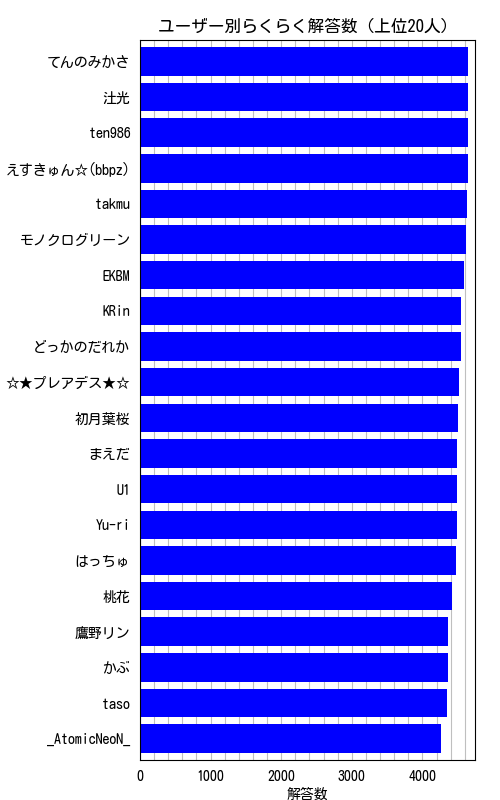 ユーザー別らくらく解答数（上位20人）
てんのみかさ
汢光
ten986
えすきゅん☆(bbpz)
takmu
モノクログリーン
EKBM
KRin
どっかのだれか
☆★プレアデス★☆
初月葉桜
まえだ
U1
Yu-ri
はっちゅ
桃花
鷹野リン
かぶ
taso
_AtomicNeoN_
0 1000 2000 3000 4000
解答数